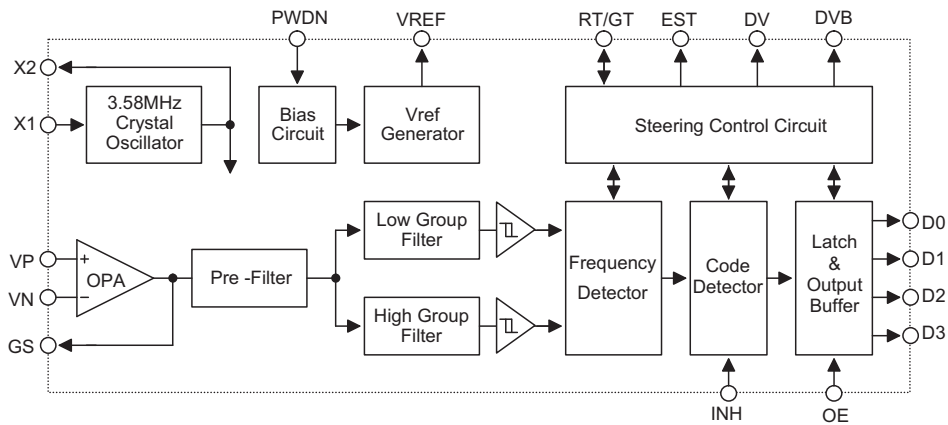 PWDN
VREF
RT/GT
EST
DV
DVB
X2
X1
3.58MHz
Crystal
Oscillator
Bias
Circuit
Vref
Generator
Steering Control Circuit
VP
VN
GS
+
−
OPA
Pre -Filter
Low Group
Filter
High Group
Filter
Frequency
Detector
Code
Detector
Latch
&
Output
Buffer
D0
D1
D2
D3
INH
OE